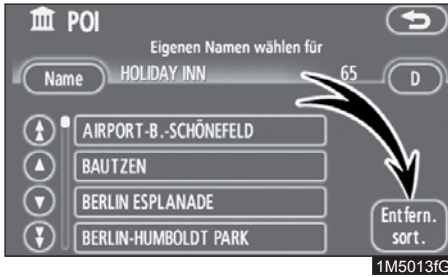 POI
Eigenen Namen wählen für
Name HOLIDAY INN 65 D
AIRPORT-B.-SCHÖNEFELD
BAUTZEN
BERLIN ESPLANADE
BERLIN-HUMBOLDT PARK
Entfern.
sort.
1M5013fG